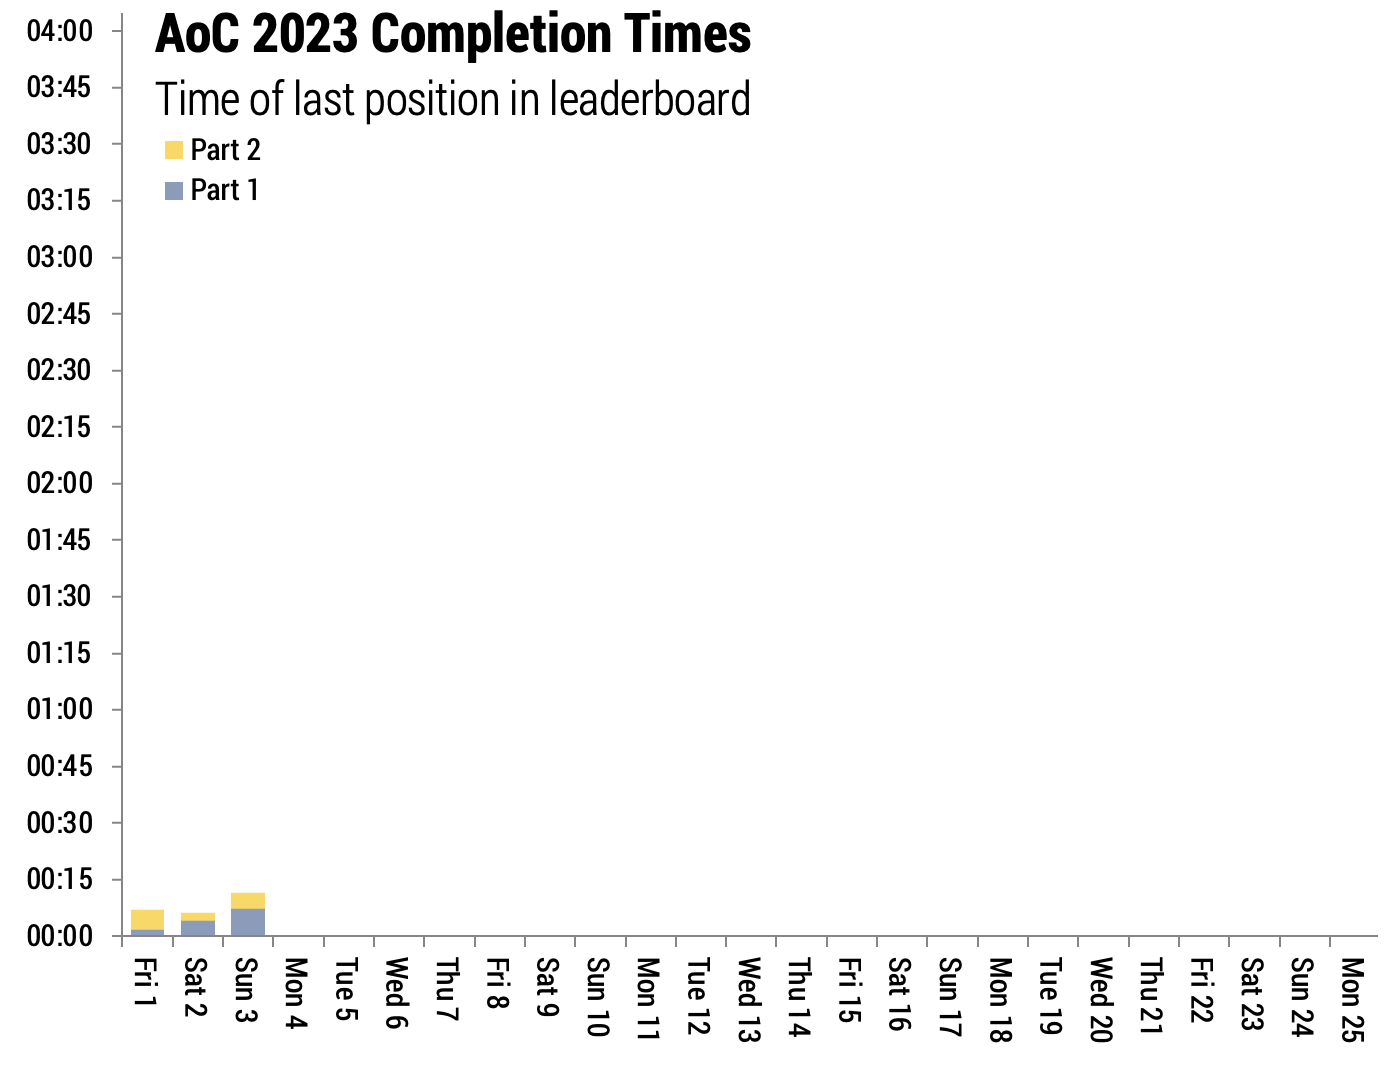 AoC 2023 Completion Times
Time of last position in leaderboard
Part 2
Part 1
04:00
03:45
03:30
03:15
03:00
02:45
02:30
02:15
02:00
01:45
01:30
01:15
01:00
00:45
00:30
00:15
00:00
Fri 1
Sat 2
Sun 3
Mon 4
Tue 5
Wed 6
Thu 7
Fri 8
Sat 9
Sun 10
Mon 11
Tue 12
Wed 13
Thu 14
Fri 15
Sat 16
Sun 17
Mon 18
Tue 19
Wed 20
Thu 21
Fri 22
Sat 23
Sun 24
Mon 25